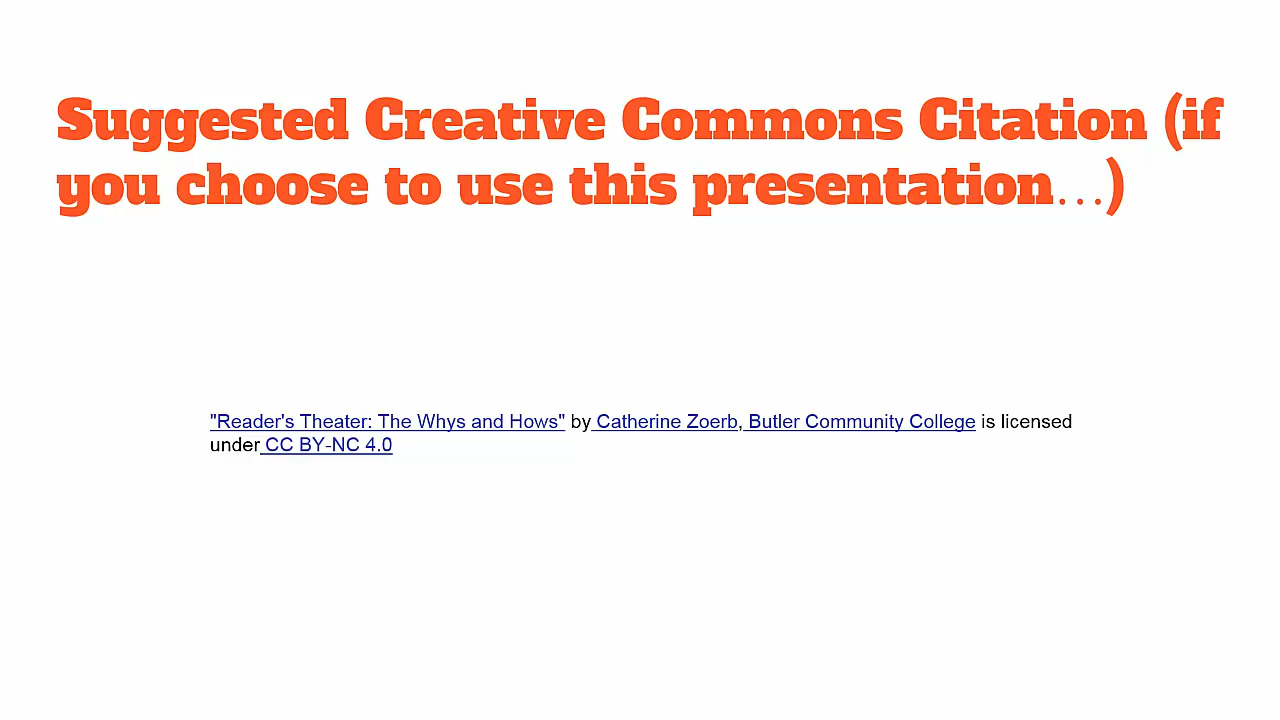 Suggested Creative Commons Citation (if
you choose to use this presentation…)
"Reader's Theater: The Whys and Hows" by Catherine Zoerb, Butler Community College is licensed
under CC BY-NC 4.0